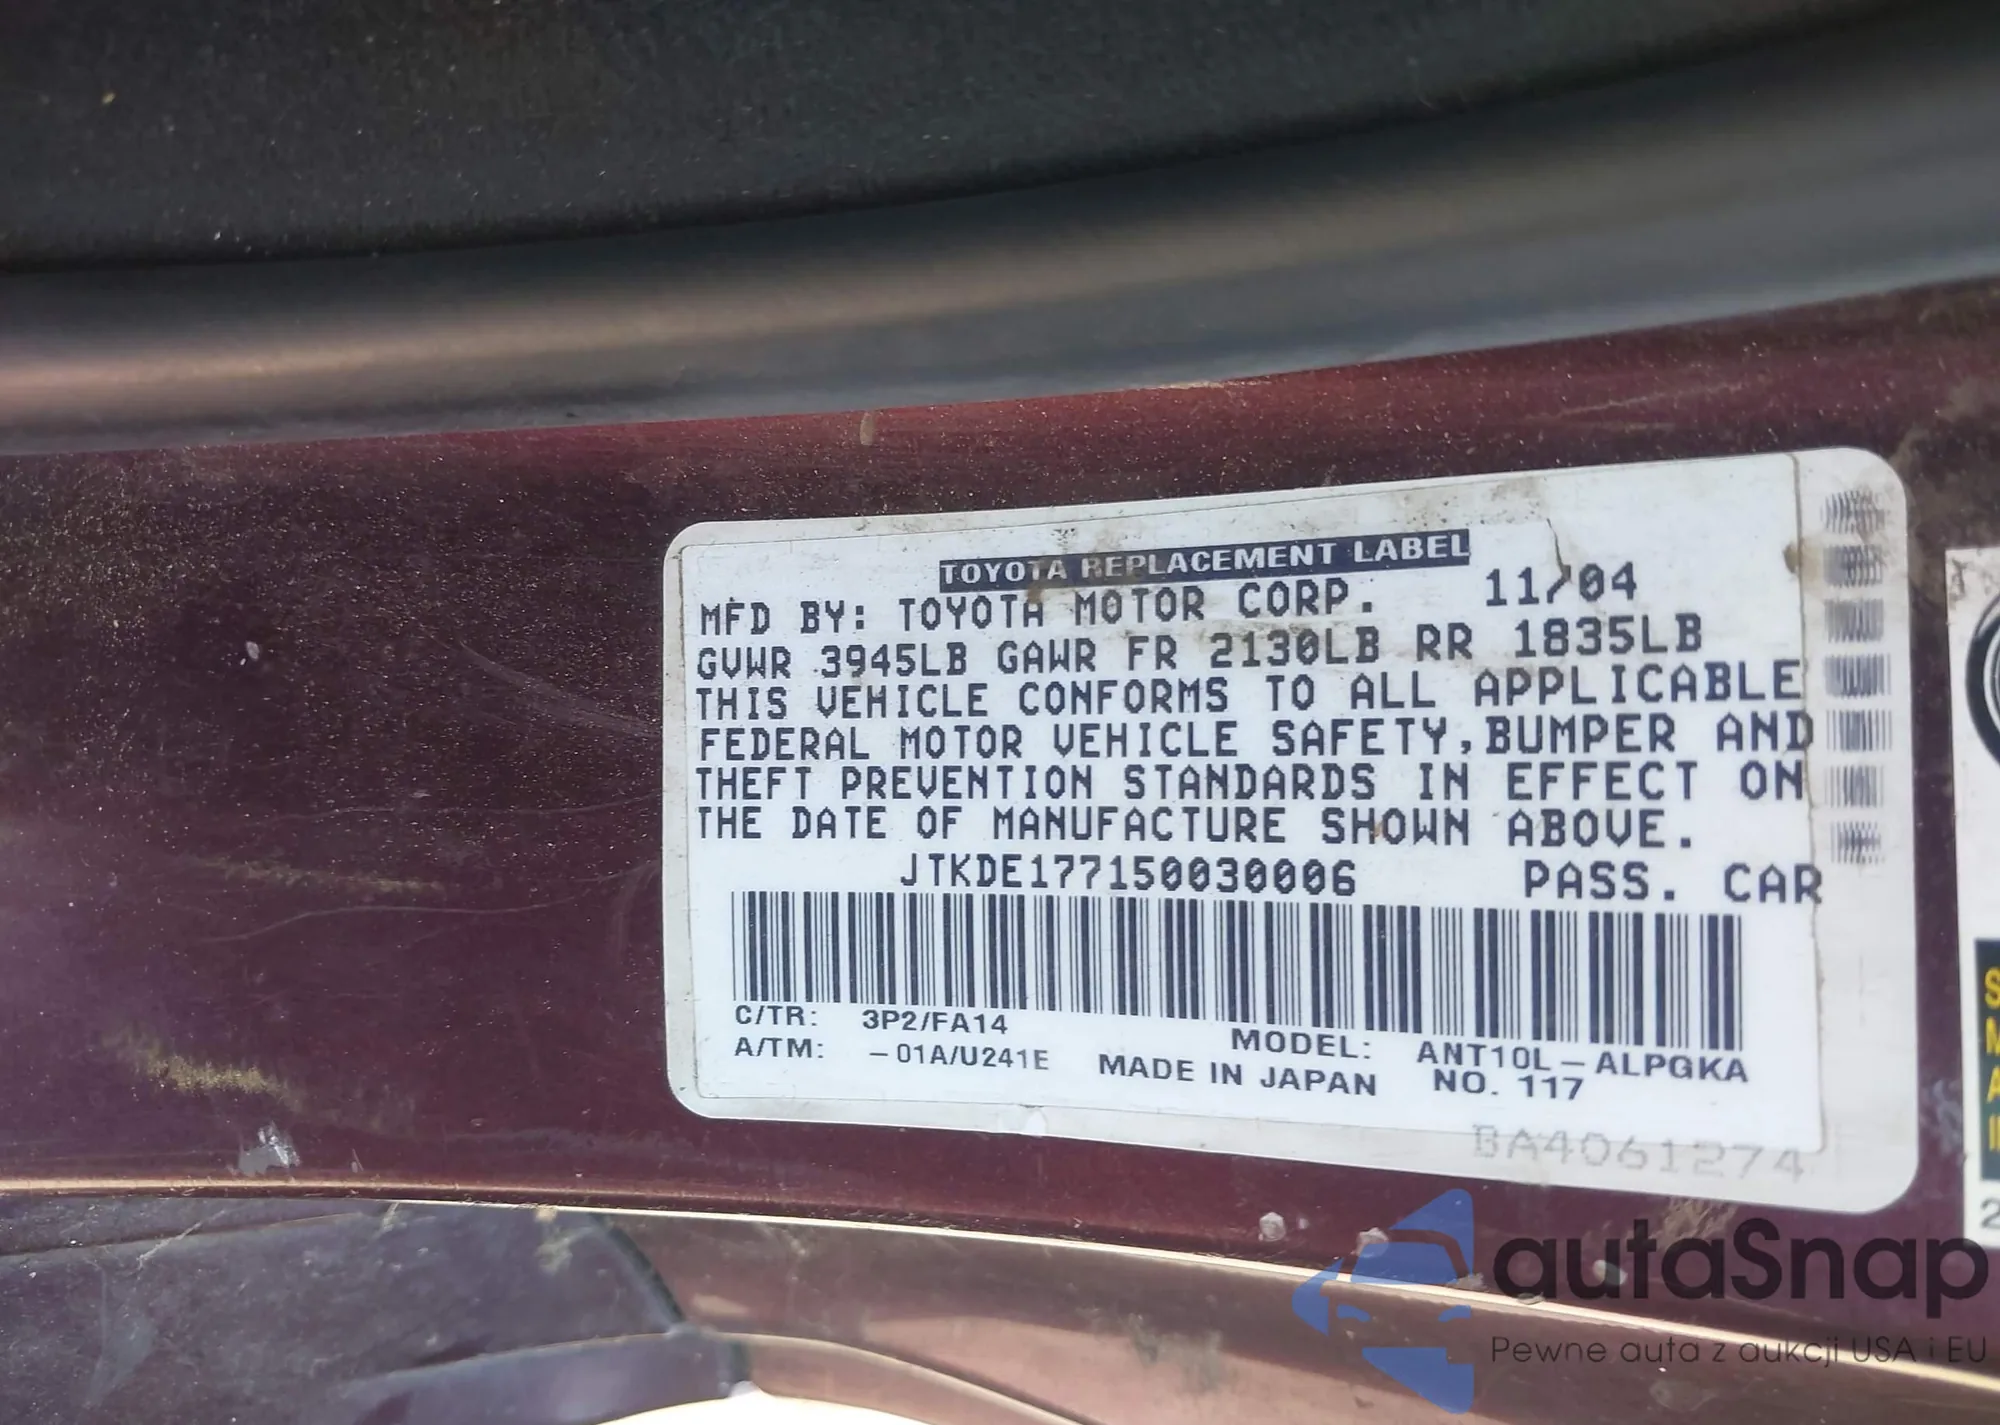 TOYOTA REPLACEMENT LABEL
MFD BY: TOYOTA MOTOR CORP. 11/04
GVWR 3945LB GAWR FR 2130LB RR 1835LB
THIS VEHICLE CONFORMS TO ALL APPLICABLE
FEDERAL MOTOR VEHICLE SAFETY,BUMPER AND
THEFT PREVENTION STANDARDS IN EFFECT ON
THE DATE OF MANUFACTURE SHOWN ABOVE.
JTKDE177150030006 PASS. CAR
C/TR: 3P2/FA14 MODEL: ANT10L-ALPGKA
A/TM: -01A/U241E MADE IN JAPAN NO. 117
BA4061274
autaSnap
Pewne auta z aukcji USA i EU